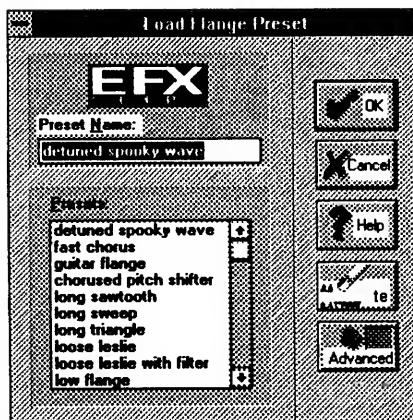 Load Flange Preset
EFX
Preset Name:
detuned spooky wave
Presets:
detuned spooky wave
fast chorus
guitar flange
chorused pitch shifter
long sawtooth
long sweep
long triangle
loose leslie
loose leslie with filter
low flange
OK
Cancel
Help
te
Advanced